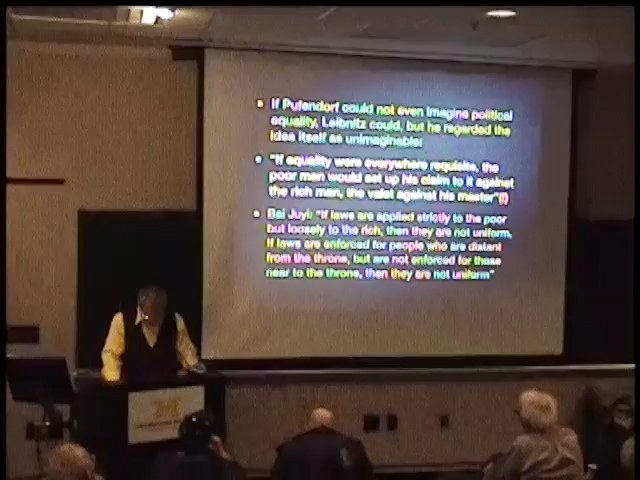 If Pufendorf could not even imagine political
equality, Leibnitz could, but he regarded the
idea itself as unimaginable:
"If equality were everywhere requisite, the
poor man would set up his claim to it against
the rich man, the valet against his master"(!)
Bai Juyi: "If laws are applied strictly to the poor
but loosely to the rich, then they are not uniform.
If laws are enforced for people who are distant
from the throne, but are not enforced for those
near to the throne, then they are not uniform"